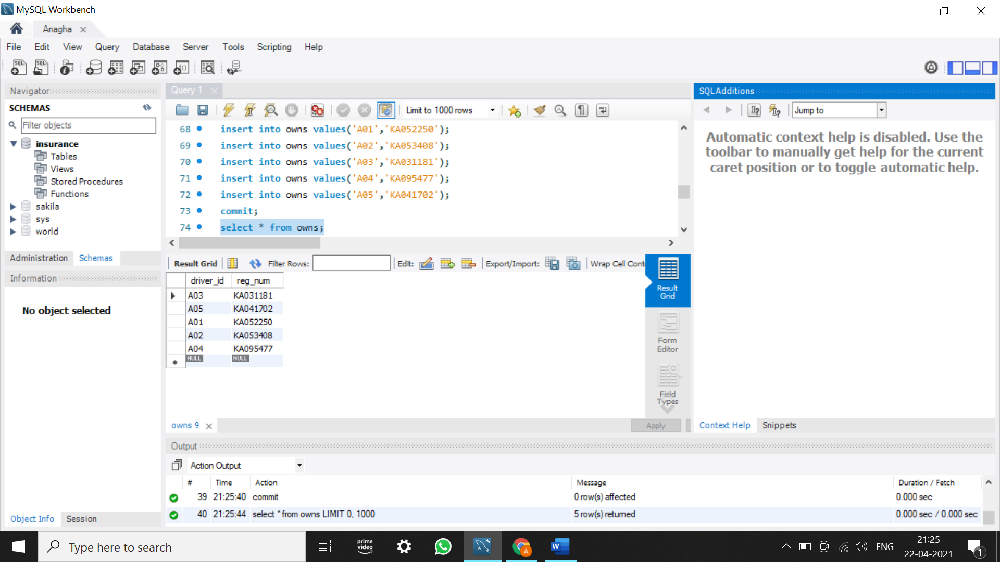 MySQL Workbench
Anagha
File Edit View Query Database Server Tools Scripting Help
Navigator
SCHEMAS
Filter objects
insurance
Tables
Views
Stored Procedures
Functions
sakila
sys
world
Administration Schemas
Information
No object selected
Object Info Session
Query 1
Limit to 1000 rows
68 insert into owns values('A01','KA052250');
69 insert into owns values('A02','KA053408');
70 insert into owns values('A03','KA031181');
71 insert into owns values('A04','KA095477');
72 insert into owns values('A05','KA041702');
73 commit;
74 select * from owns;
Result Grid Filter Rows: Edit: Export/Import: Wrap Cell Cont
driver_id reg_num
A03 KA031181
A05 KA041702
A01 KA052250
A02 KA053408
A04 KA095477
NULL NULL
Result
Grid
Form
Editor
Field
Types
owns 9
Apply
SQLAdditions
Jump to
Automatic context help is disabled. Use the
toolbar to manually get help for the current
caret position or to toggle automatic help.
Context Help Snippets
Output
Action Output
# Time Action Message Duration / Fetch
39 21:25:40 commit 0 row(s) affected 0.000 sec
40 21:25:44 select * from owns LIMIT 0, 1000 5 row(s) returned 0.000 sec / 0.000 sec
Type here to search
prime
video
ENG
21:25
22-04-2021
1